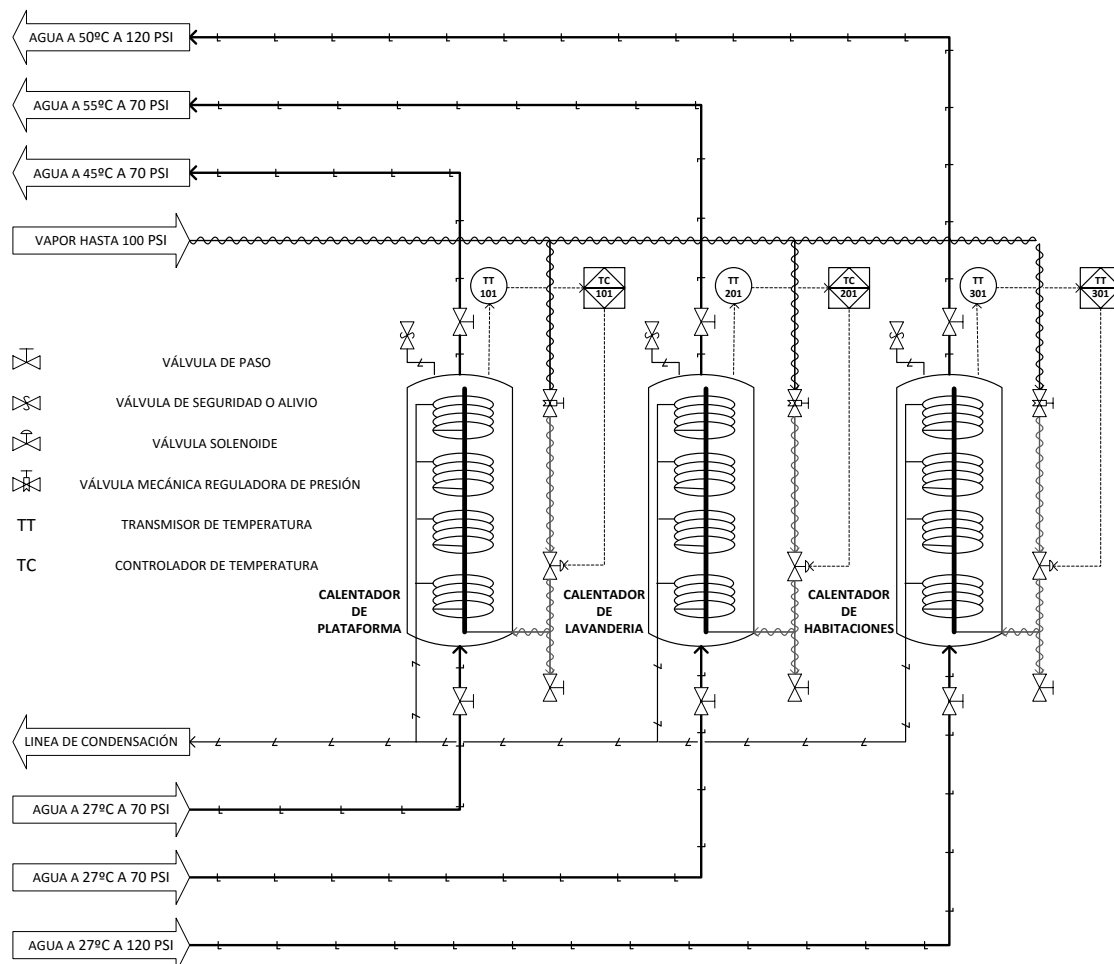 AGUA A 50ºC A 120 PSI
AGUA A 55ºC A 70 PSI
AGUA A 45ºC A 70 PSI
VAPOR HASTA 100 PSI
TT
101
TC
101
TT
201
TC
201
TT
301
TT
301
VÁLVULA DE PASO
VÁLVULA DE SEGURIDAD O ALIVIO
VÁLVULA SOLENOIDE
VÁLVULA MECÁNICA REGULADORA DE PRESIÓN
TT TRANSMISOR DE TEMPERATURA
TC CONTROLADOR DE TEMPERATURA
CALENTADOR
DE
PLATAFORMA
CALENTADOR
DE
LAVANDERIA
CALENTADOR
DE
HABITACIONES
LINEA DE CONDENSACIÓN
AGUA A 27ºC A 70 PSI
AGUA A 27ºC A 70 PSI
AGUA A 27ºC A 120 PSI